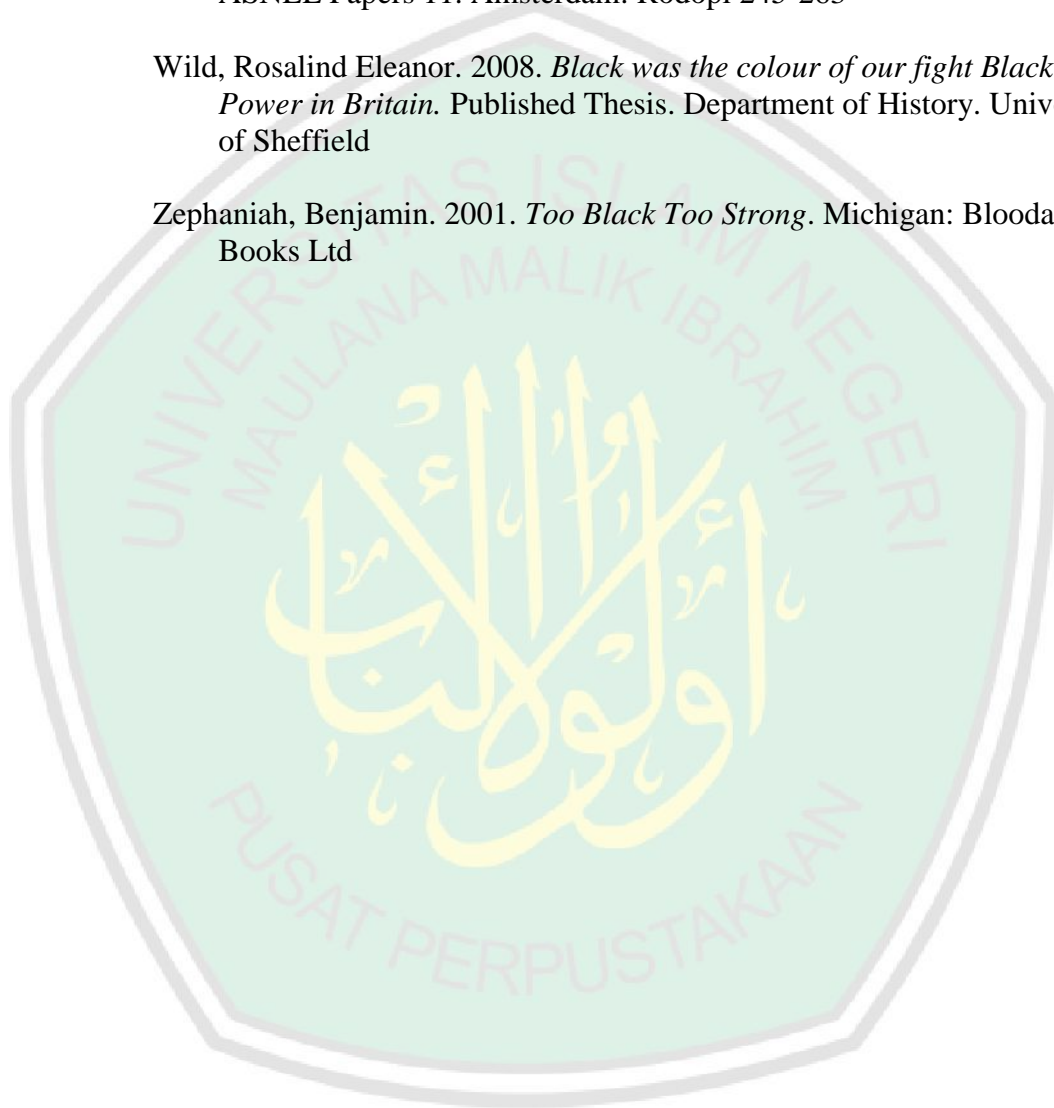 ASNEL Papers 11. Amsterdam: Rodopi 245-263
Wild, Rosalind Eleanor. 2008. Black was the colour of our fight Black
Power in Britain. Published Thesis. Department of History. Univ
of Sheffield
Zephaniah, Benjamin. 2001. Too Black Too Strong. Michigan: Blooda
Books Ltd
UNIVERSITAS ISLAM NEGERI
MAULANA MALIK IBRAHIM
أولوا الألباب
PUSAT PERPUSTAKAAN